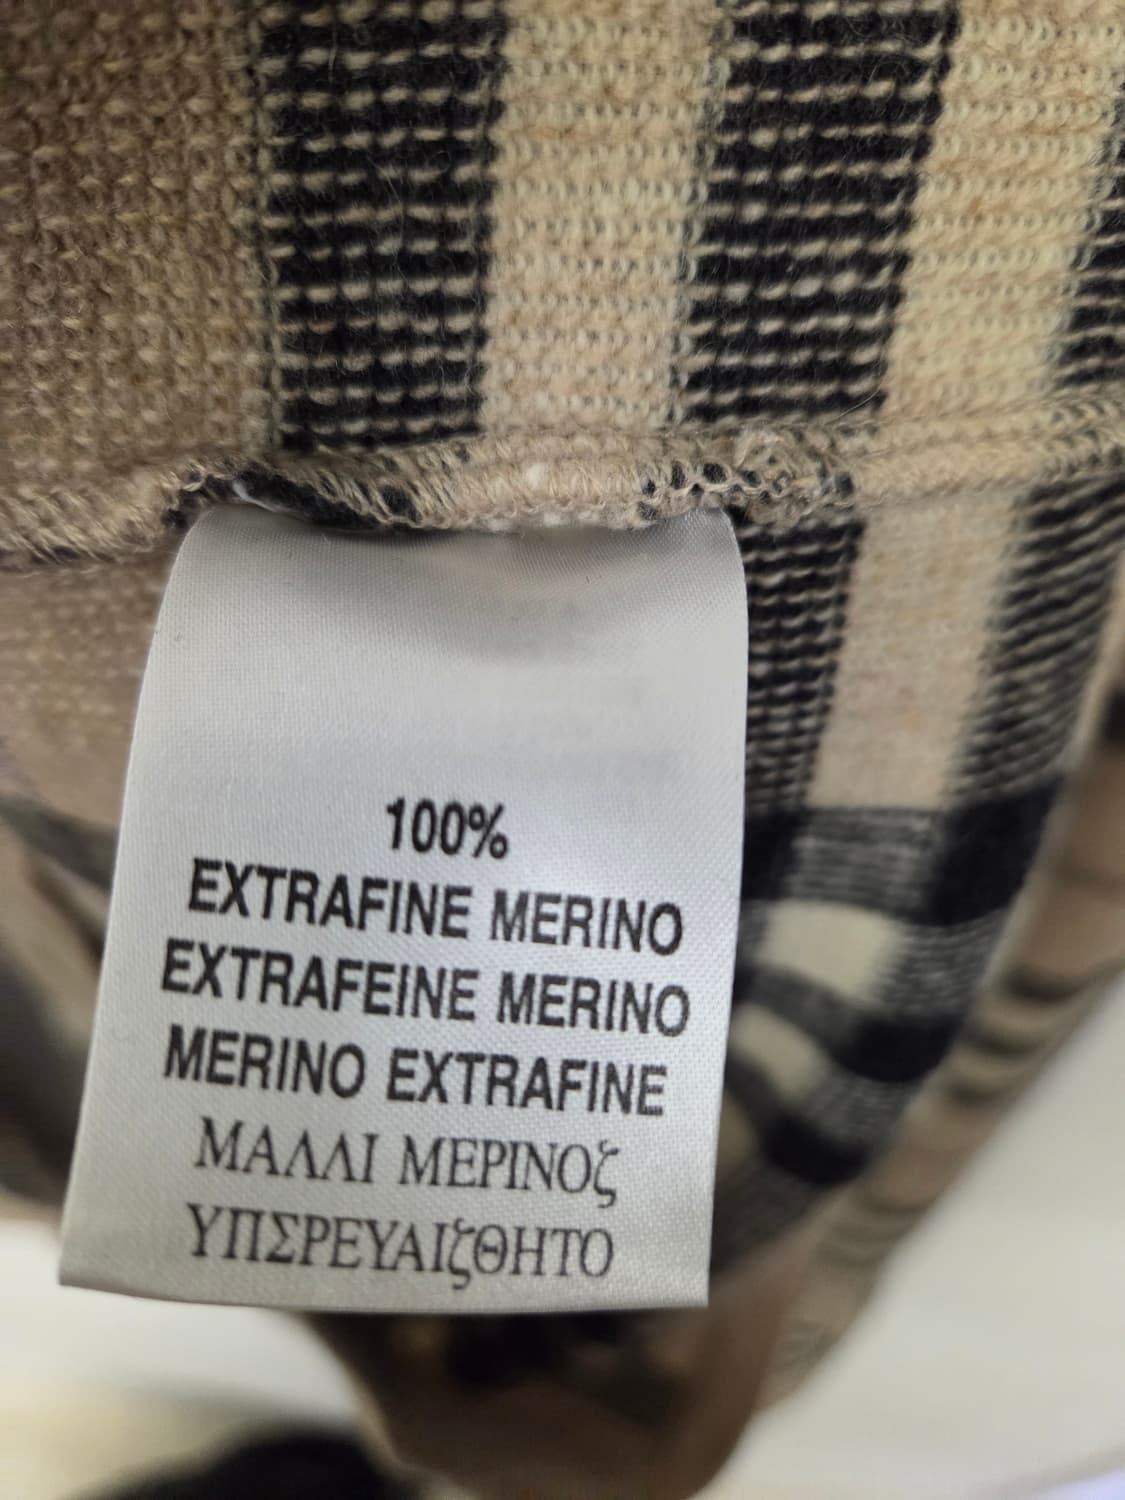 100%
EXTRAFINE MERINO
EXTRAFEINE MERINO
MERINO EXTRAFINE
ΜΑΛΛΙ ΜΕΡΙΝΟζ
ΥΠΣΡΕΥΑΙζΘΗΤΟ